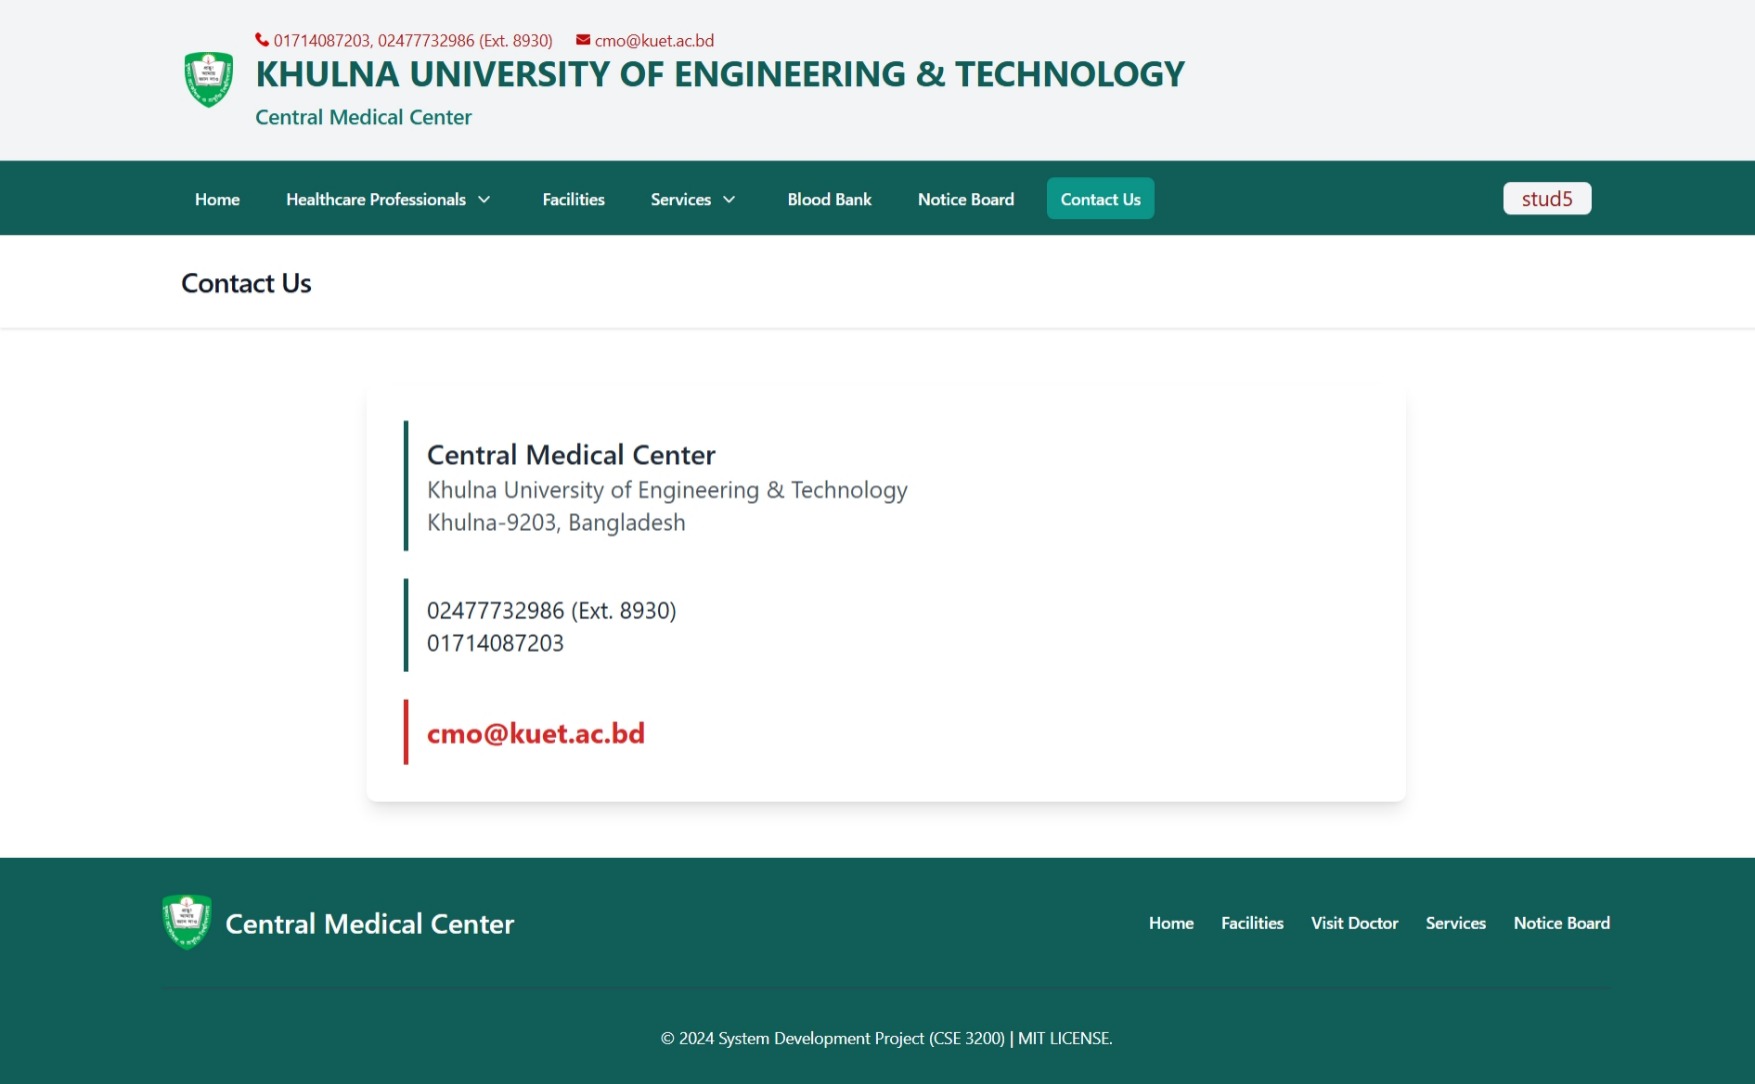 01714087203, 02477732986 (Ext. 8930) cmo@kuet.ac.bd
KHULNA UNIVERSITY OF ENGINEERING & TECHNOLOGY
Central Medical Center
Home Healthcare Professionals Facilities Services Blood Bank Notice Board Contact Us stud5
Contact Us
Central Medical Center
Khulna University of Engineering & Technology
Khulna-9203, Bangladesh
02477732986 (Ext. 8930)
01714087203
cmo@kuet.ac.bd
Central Medical Center
Home Facilities Visit Doctor Services Notice Board
© 2024 System Development Project (CSE 3200) | MIT LICENSE.